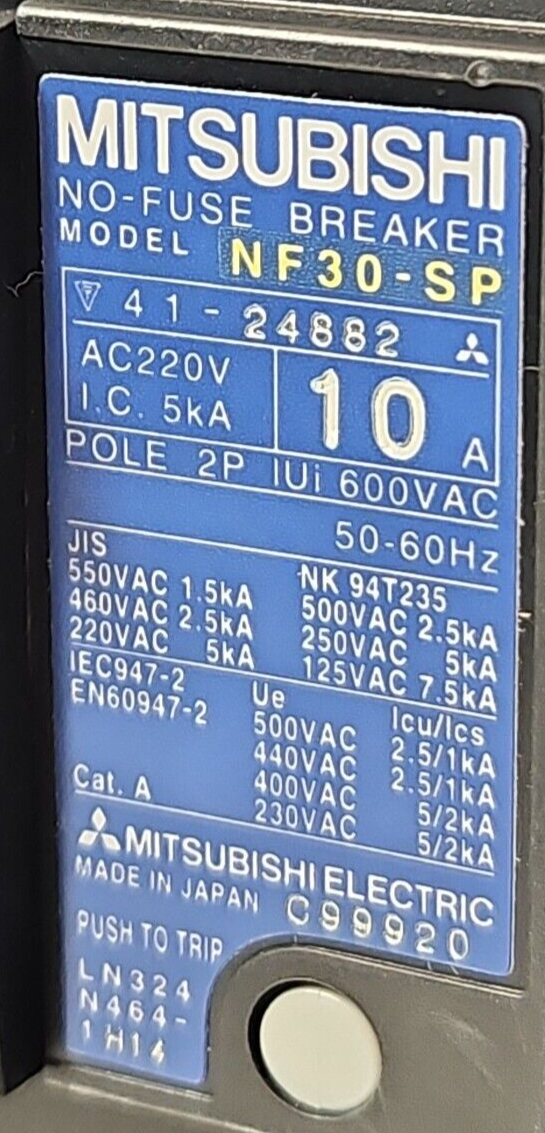 MITSUBISHI
NO-FUSE BREAKER
MODEL NF30-SP
41-24882
AC220V
I.C. 5kA
10 A
POLE 2P IUi 600VAC
50-60Hz
JIS
550VAC 1.5kA
460VAC 2.5kA
220VAC 5kA
NK 94T235
500VAC 2.5kA
250VAC 5kA
125VAC 7.5kA
IEC947-2
EN60947-2
Cat. A
Ue Icu/Ics
500VAC 2.5/1kA
440VAC 2.5/1kA
400VAC 5/2kA
230VAC 5/2kA
MITSUBISHI ELECTRIC
MADE IN JAPAN C99920
PUSH TO TRIP
LN324
N464-
1H14